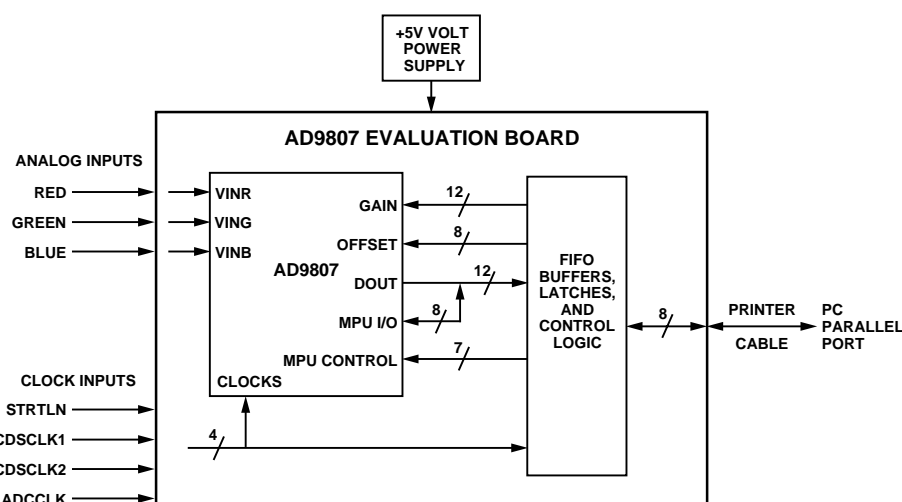 +5V VOLT
POWER
SUPPLY
AD9807 EVALUATION BOARD
ANALOG INPUTS
RED
GREEN
BLUE
VINR
VING
VINB
AD9807
GAIN
OFFSET
DOUT
MPU I/O
MPU CONTROL
CLOCKS
12
8
12
8
7
FIFO
BUFFERS,
LATCHES,
AND
CONTROL
LOGIC
8
PRINTER
CABLE
PC
PARALLEL
PORT
CLOCK INPUTS
STRTLN
CDSCLK1
CDSCLK2
ADCCLK
4